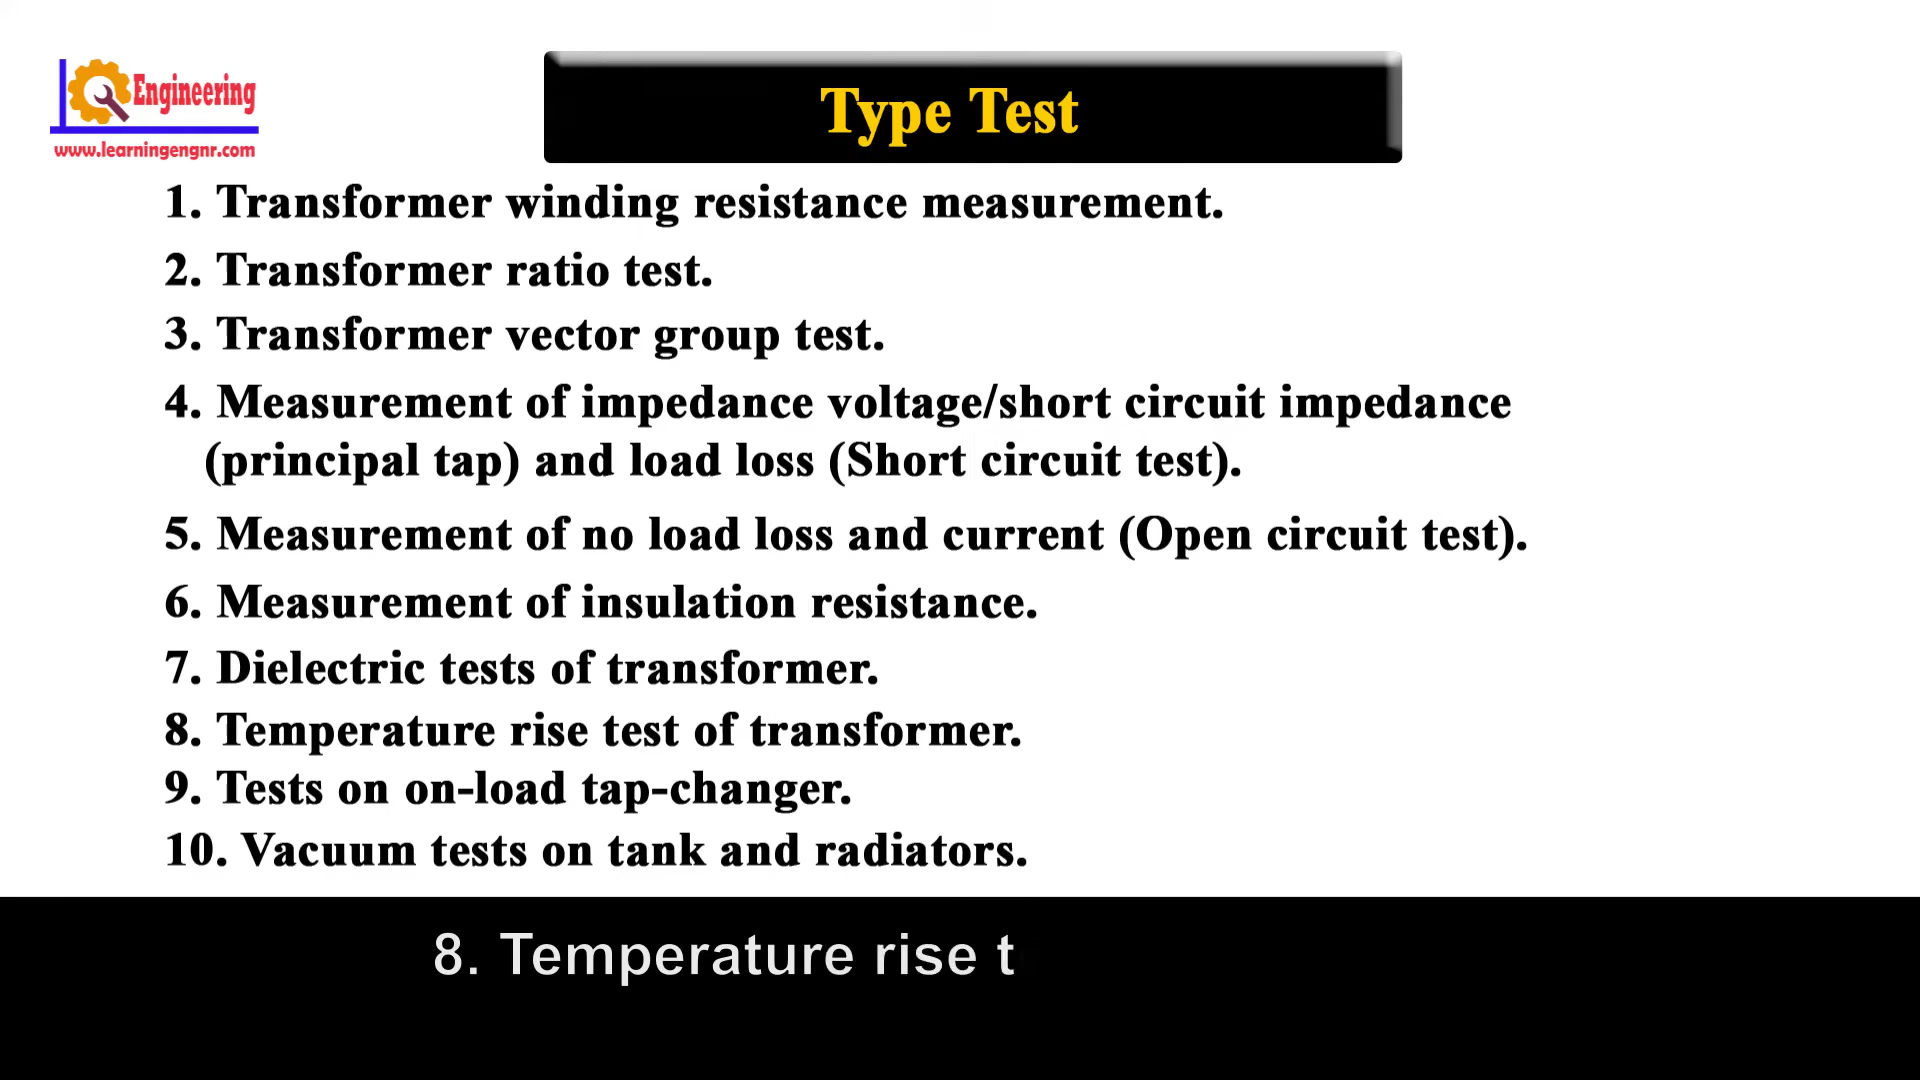 Engineering
www.learningengnr.com
Type Test
1. Transformer winding resistance measurement.
2. Transformer ratio test.
3. Transformer vector group test.
4. Measurement of impedance voltage/short circuit impedance
(principal tap) and load loss (Short circuit test).
5. Measurement of no load loss and current (Open circuit test).
6. Measurement of insulation resistance.
7. Dielectric tests of transformer.
8. Temperature rise test of transformer.
9. Tests on on-load tap-changer.
10. Vacuum tests on tank and radiators.
8. Temperature rise t